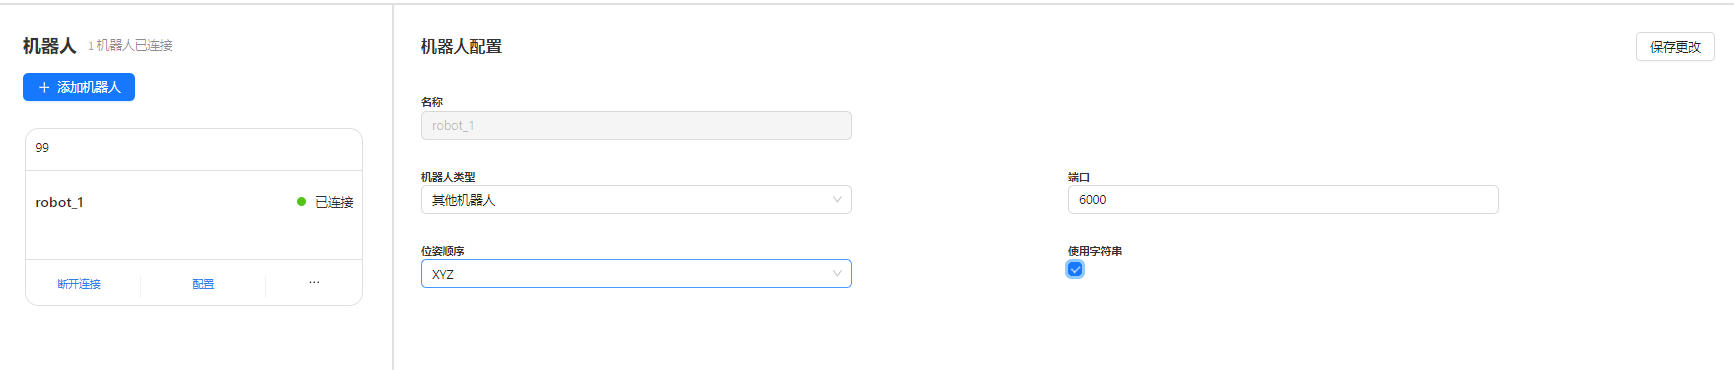 机器人 1 机器人已连接
+ 添加机器人
99
robot_1 已连接
断开连接 配置 ...
机器人配置 保存更改
名称
robot_1
机器人类型 端口
其他机器人 6000
位姿顺序 使用字符串
XYZ